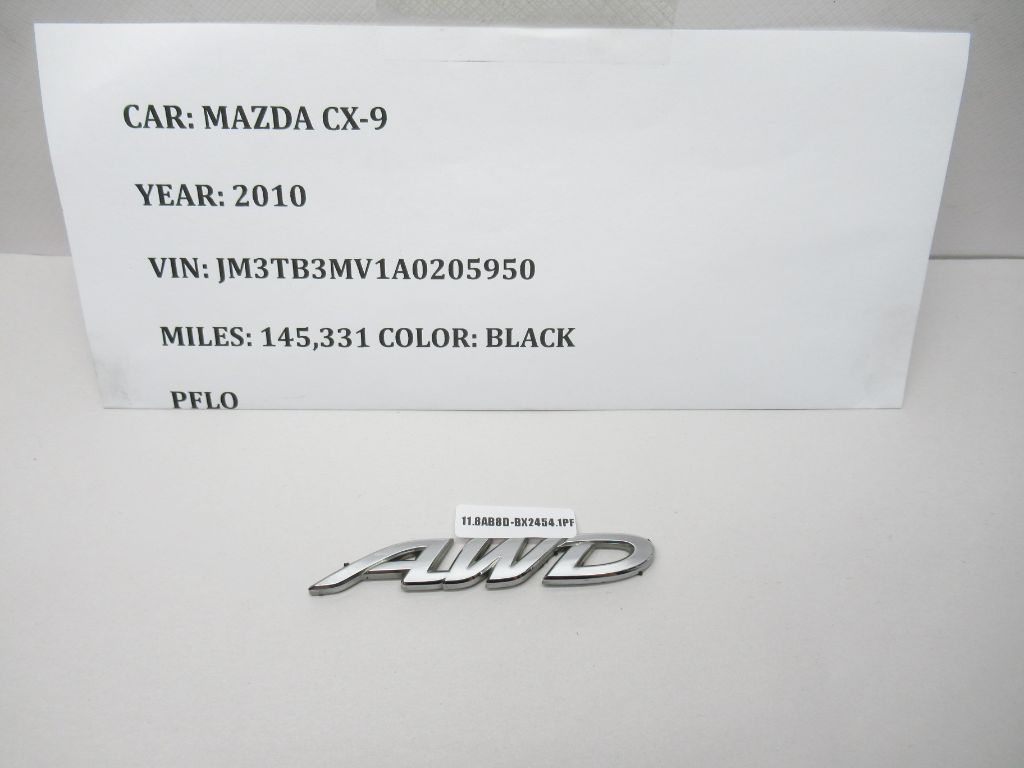 CAR: MAZDA CX-9
YEAR: 2010
VIN: JM3TB3MV1A0205950
MILES: 145,331 COLOR: BLACK
PFLO
11.8AB8D-BX2454.1PF
AWD